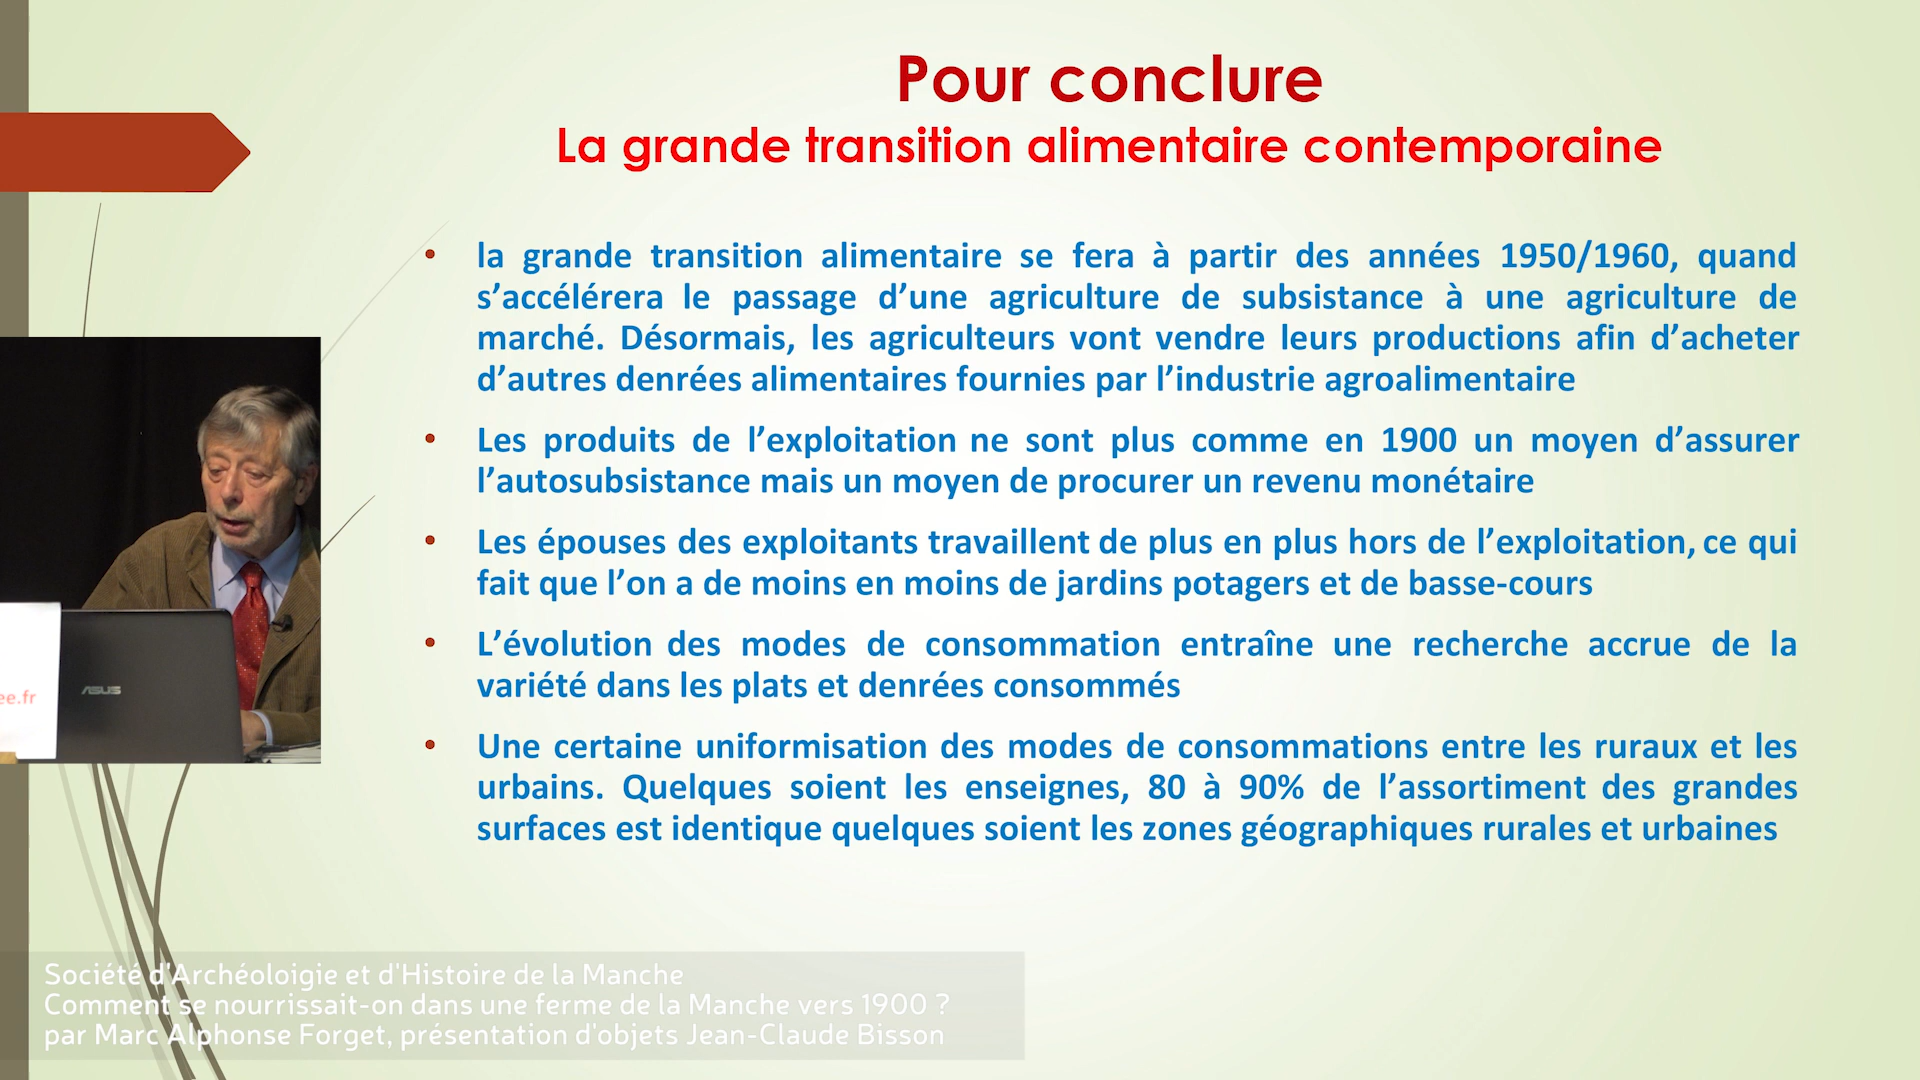 Pour conclure
La grande transition alimentaire contemporaine
• la grande transition alimentaire se fera à partir des années 1950/1960, quand
s’accélérera le passage d’une agriculture de subsistance à une agriculture de
marché. Désormais, les agriculteurs vont vendre leurs productions afin d’acheter
d’autres denrées alimentaires fournies par l’industrie agroalimentaire
• Les produits de l’exploitation ne sont plus comme en 1900 un moyen d’assurer
l’autosubsistance mais un moyen de procurer un revenu monétaire
• Les épouses des exploitants travaillent de plus en plus hors de l’exploitation, ce qui
fait que l’on a de moins en moins de jardins potagers et de basse-cours
• L’évolution des modes de consommation entraîne une recherche accrue de la
variété dans les plats et denrées consommés
• Une certaine uniformisation des modes de consommations entre les ruraux et les
urbains. Quelques soient les enseignes, 80 à 90% de l’assortiment des grandes
surfaces est identique quelques soient les zones géographiques rurales et urbaines
ee.fr
ASUS
Société d'Archéoloigie et d'Histoire de la Manche
Comment se nourrissait-on dans une ferme de la Manche vers 1900 ?
par Marc Alphonse Forget, présentation d'objets Jean-Claude Bisson